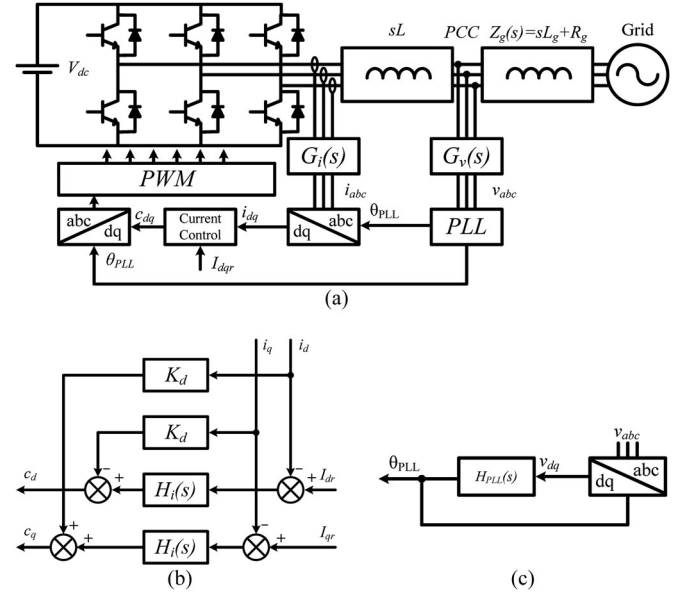 sL PCC Z_g(s)=sL_g+R_g Grid
V_dc
G_i(s) G_v(s)
PWM i_abc v_abc
abc dq c_dq Current Control i_dq abc dq θ_PLL PLL
θ_PLL I_dqr
(a)
i_q i_d
K_d
K_d
v_abc
c_d − + H_i(s) − + I_dr
θ_PLL H_PLL(s) v_dq abc dq
c_q + + H_i(s) − + I_qr
(b) (c)